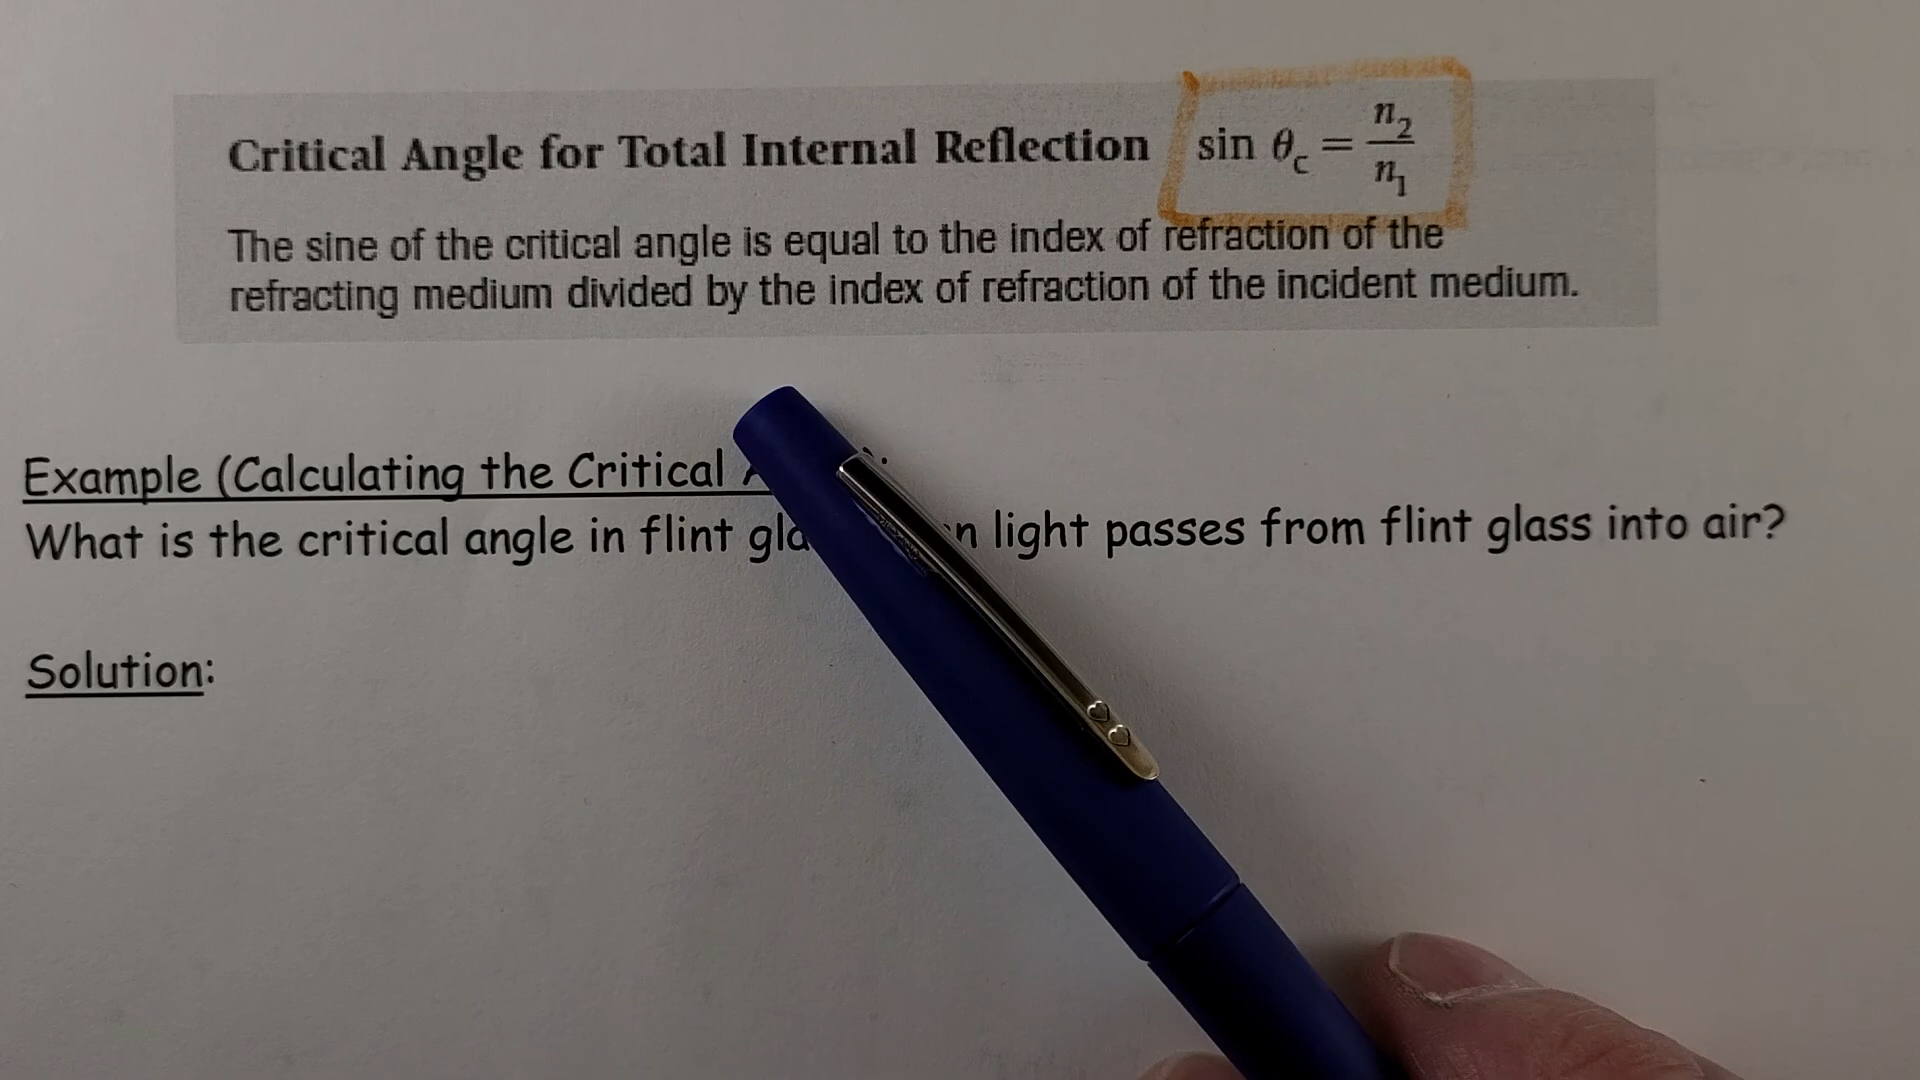 Critical Angle for Total Internal Reflection sin θc = n2/n1
The sine of the critical angle is equal to the index of refraction of the
refracting medium divided by the index of refraction of the incident medium.
Example (Calculating the Critical
What is the critical angle in flint light passes from flint glass into air?
Solution: